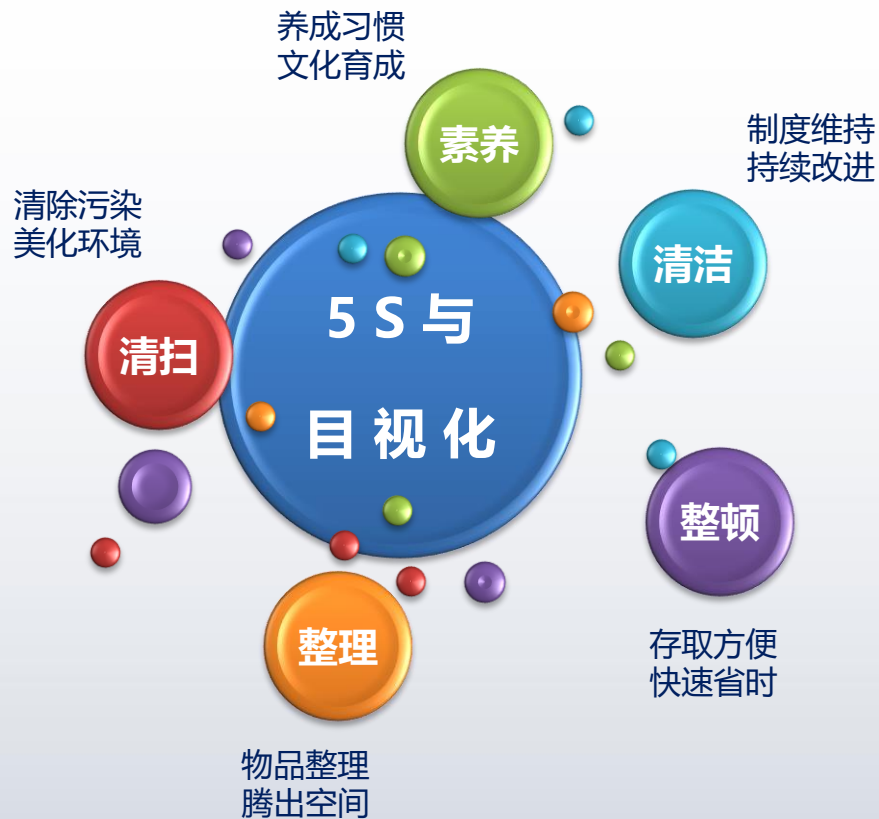 养成习惯
文化育成
素养
制度维持
持续改进
清洁
清除污染
美化环境
清扫
5S与
目视化
整顿
存取方便
快速省时
整理
物品整理
腾出空间